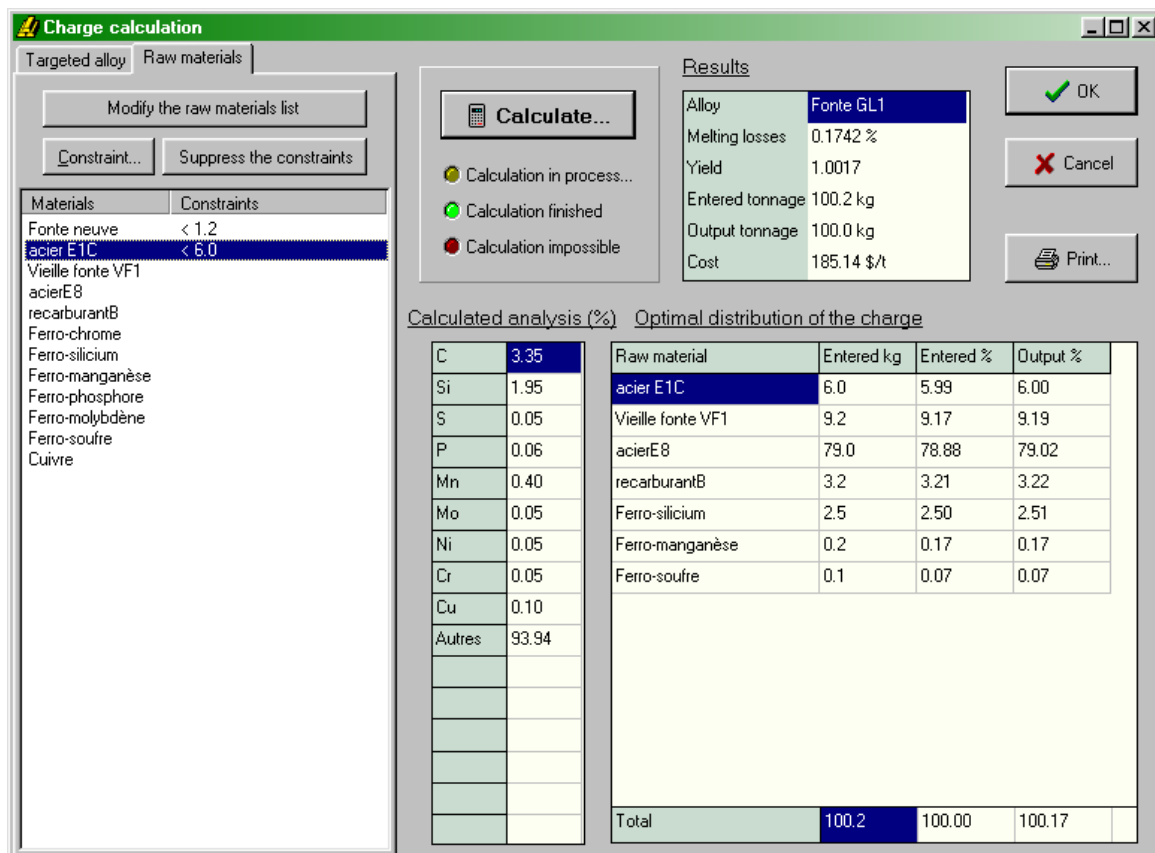 Charge calculation
Targeted alloy Raw materials
Modify the raw materials list
Constraint... Suppress the constraints
Materials Constraints
Fonte neuve < 1.2
acier E1C < 6.0
Vieille fonte VF1
acierE8
recarburantB
Ferro-chrome
Ferro-silicium
Ferro-manganèse
Ferro-phosphore
Ferro-molybdène
Ferro-soufre
Cuivre
Calculate...
Calculation in process...
Calculation finished
Calculation impossible
Results
Alloy Fonte GL1
Melting losses 0.1742 %
Yield 1.0017
Entered tonnage 100.2 kg
Output tonnage 100.0 kg
Cost 185.14 $/t
OK
Cancel
Print...
Calculated analysis (%)
C 3.35
Si 1.95
S 0.05
P 0.06
Mn 0.40
Mo 0.05
Ni 0.05
Cr 0.05
Cu 0.10
Autres 93.94
Optimal distribution of the charge
Raw material Entered kg Entered % Output %
acier E1C 6.0 5.99 6.00
Vieille fonte VF1 9.2 9.17 9.19
acierE8 79.0 78.88 79.02
recarburantB 3.2 3.21 3.22
Ferro-silicium 2.5 2.50 2.51
Ferro-manganèse 0.2 0.17 0.17
Ferro-soufre 0.1 0.07 0.07
Total 100.2 100.00 100.17